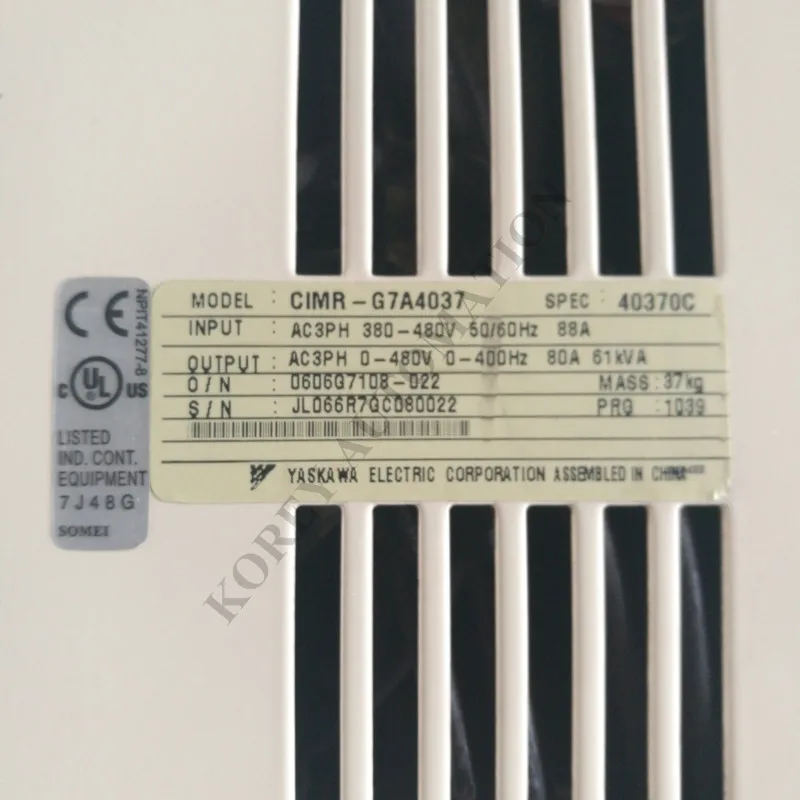 MODEL : CIMR-G7A4037 SPEC : 40370C
INPUT : AC3PH 380-480V 50/60Hz 88A
OUTPUT : AC3PH 0-480V 0-400Hz 80A 61kVA
O/N : 0606G7108-022 MASS : 37kg
S/N : JL066R7QC080022 PRG : 1039
YASKAWA ELECTRIC CORPORATION ASSEMBLED IN CHINA
CE
NPIT41277-8
C UL US
LISTED
IND. CONT.
EQUIPMENT
7J48G
SOMEI
KOREY AUTOMATION